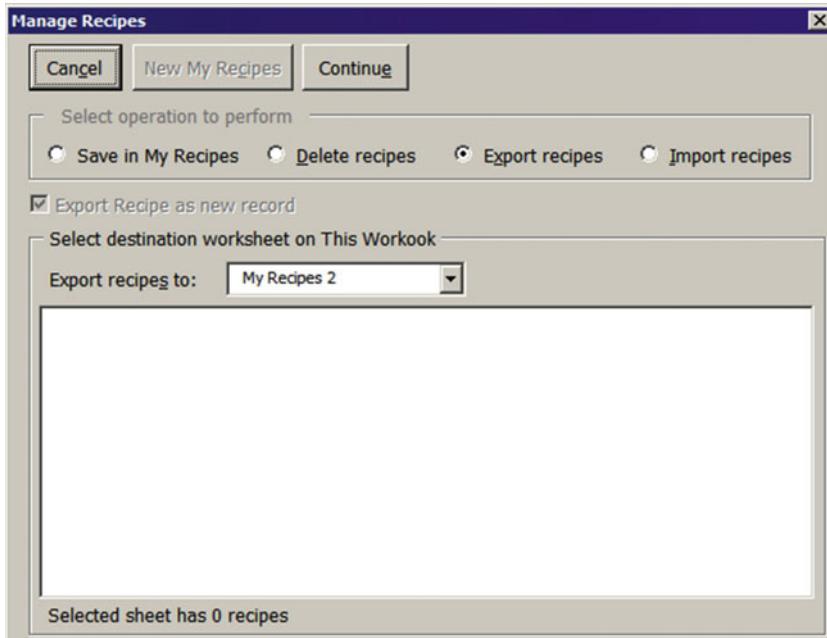 Manage Recipes
Cancel New My Recipes Continue
Select operation to perform
Save in My Recipes Delete recipes Export recipes Import recipes
Export Recipe as new record
Select destination worksheet on This Workook
Export recipes to: My Recipes 2
Selected sheet has 0 recipes